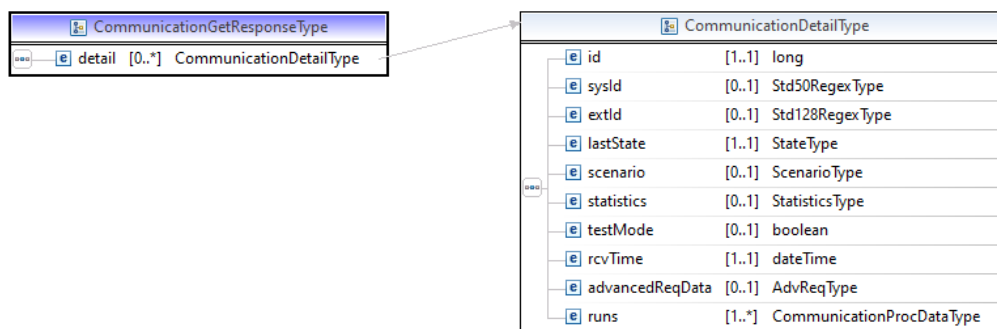 CommunicationGetResponseType
e detail [0..*] CommunicationDetailType
CommunicationDetailType
e id [1..1] long
e sysId [0..1] Std50RegexType
e extId [0..1] Std128RegexType
e lastState [1..1] StateType
e scenario [0..1] ScenarioType
e statistics [0..1] StatisticsType
e testMode [0..1] boolean
e rcvTime [1..1] dateTime
e advancedReqData [0..1] AdvReqType
e runs [1..*] CommunicationProcDataType